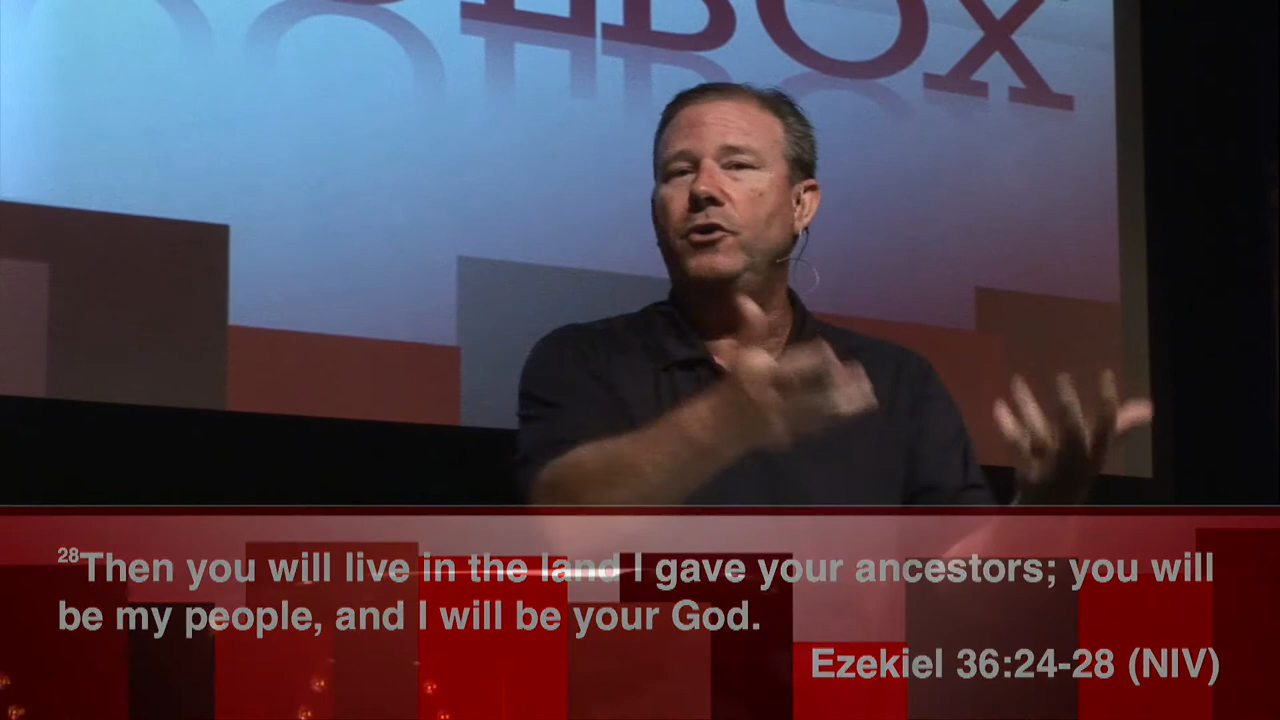 28Then you will live in the land I gave your ancestors; you will
be my people, and I will be your God.
Ezekiel 36:24-28 (NIV)